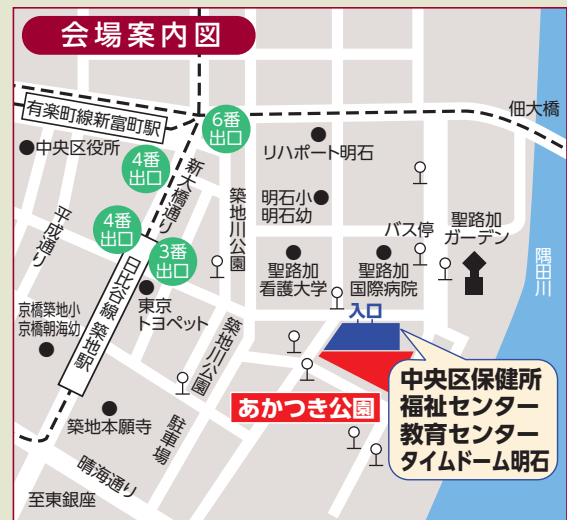 会場案内図
有楽町線新富町駅
6番
出口
佃大橋
中央区役所
4番
出口
新大橋通り
リハポート明石
築地川公園
明石小
明石幼
平成通り
4番
出口
3番
出口
バス停
聖路加
ガーデン
隅田川
聖路加
看護大学
聖路加
国際病院
日比谷線 築地駅
東京
トヨペット
京橋築地小
京橋朝海幼
築地川公園
入口
あかつき公園
中央区保健所
福祉センター
教育センター
タイムドーム明石
築地本願寺
駐車場
晴海通り
至東銀座